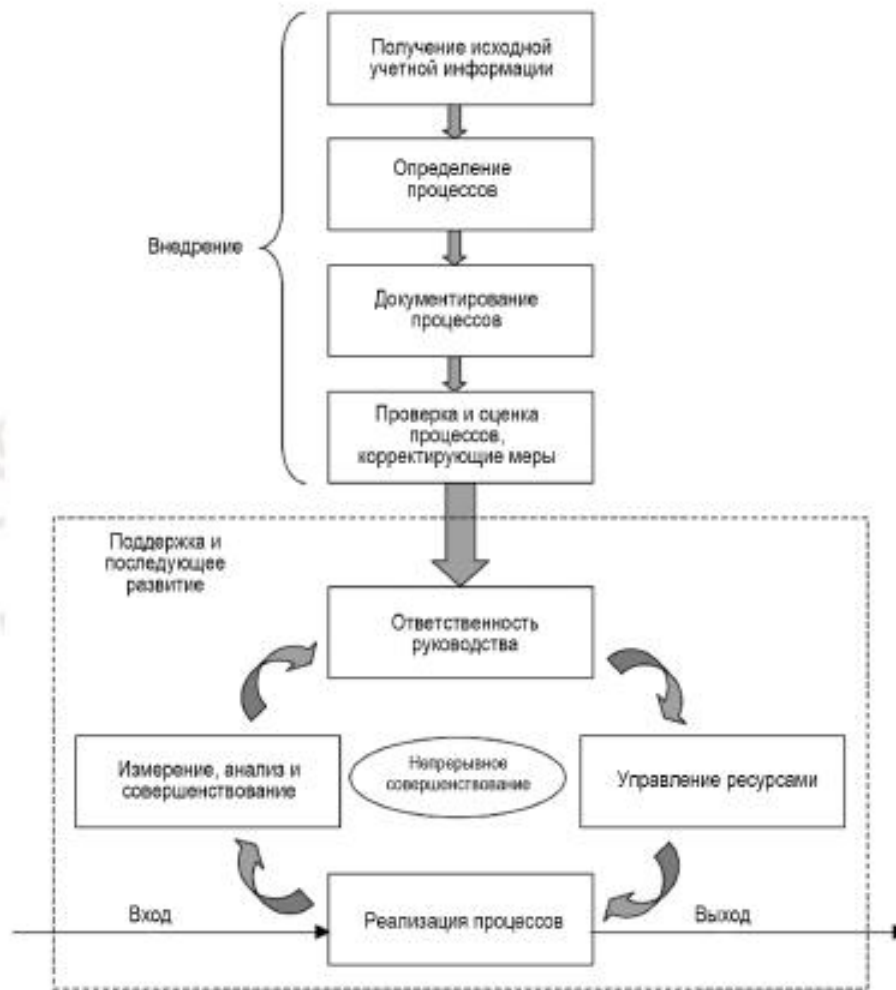 Получение исходной
учетной информации
Определение
процессов
Внедрение
Документирование
процессов
Проверка и оценка
процессов,
корректирующие меры
Поддержка и
последующее
развитие
Ответственность
руководства
Измерение, анализ и
совершенствование
Непрерывное
совершенствование
Управление ресурсами
Вход
Реализация процессов
Выход